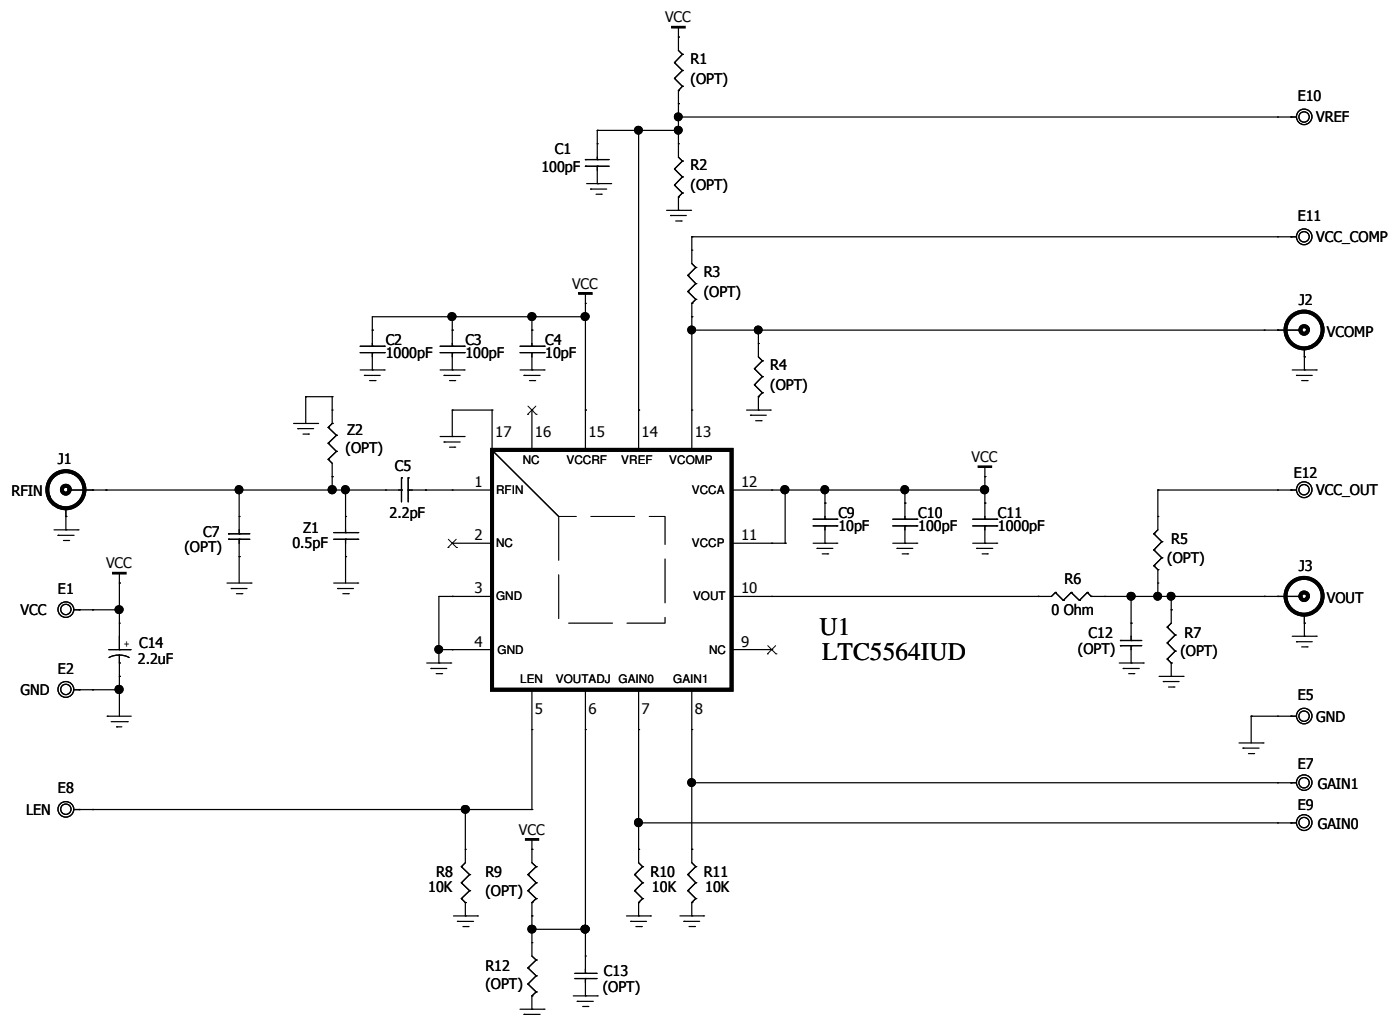 VCC
R1
(OPT)
E10
VREF
C1
100pF
R2
(OPT)
E11
VCC_COMP
R3
(OPT)
VCC
J2
VCOMP
C2
1000pF
C3
100pF
C4
10pF
R4
(OPT)
Z2
(OPT)
17
16
15
14
13
NC
VCCRF
VREF
VCOMP
J1
RFIN
C5
2.2pF
1
RFIN
VCCA
12
VCC
E12
VCC_OUT
C7
(OPT)
Z1
0.5pF
2
NC
VCCP
11
C9
10pF
C10
100pF
C11
1000pF
R5
(OPT)
VCC
E1
VCC
3
GND
VOUT
10
R6
0 Ohm
J3
VOUT
C14
+
2.2uF
4
GND
NC
9
U1
LTC5564IUD
C12
(OPT)
R7
(OPT)
E2
GND
LEN
VOUTADJ
GAIN0
GAIN1
5
6
7
8
E5
GND
E7
GAIN1
E8
LEN
E9
GAIN0
VCC
R8
10K
R9
(OPT)
R10
10K
R11
10K
R12
(OPT)
C13
(OPT)